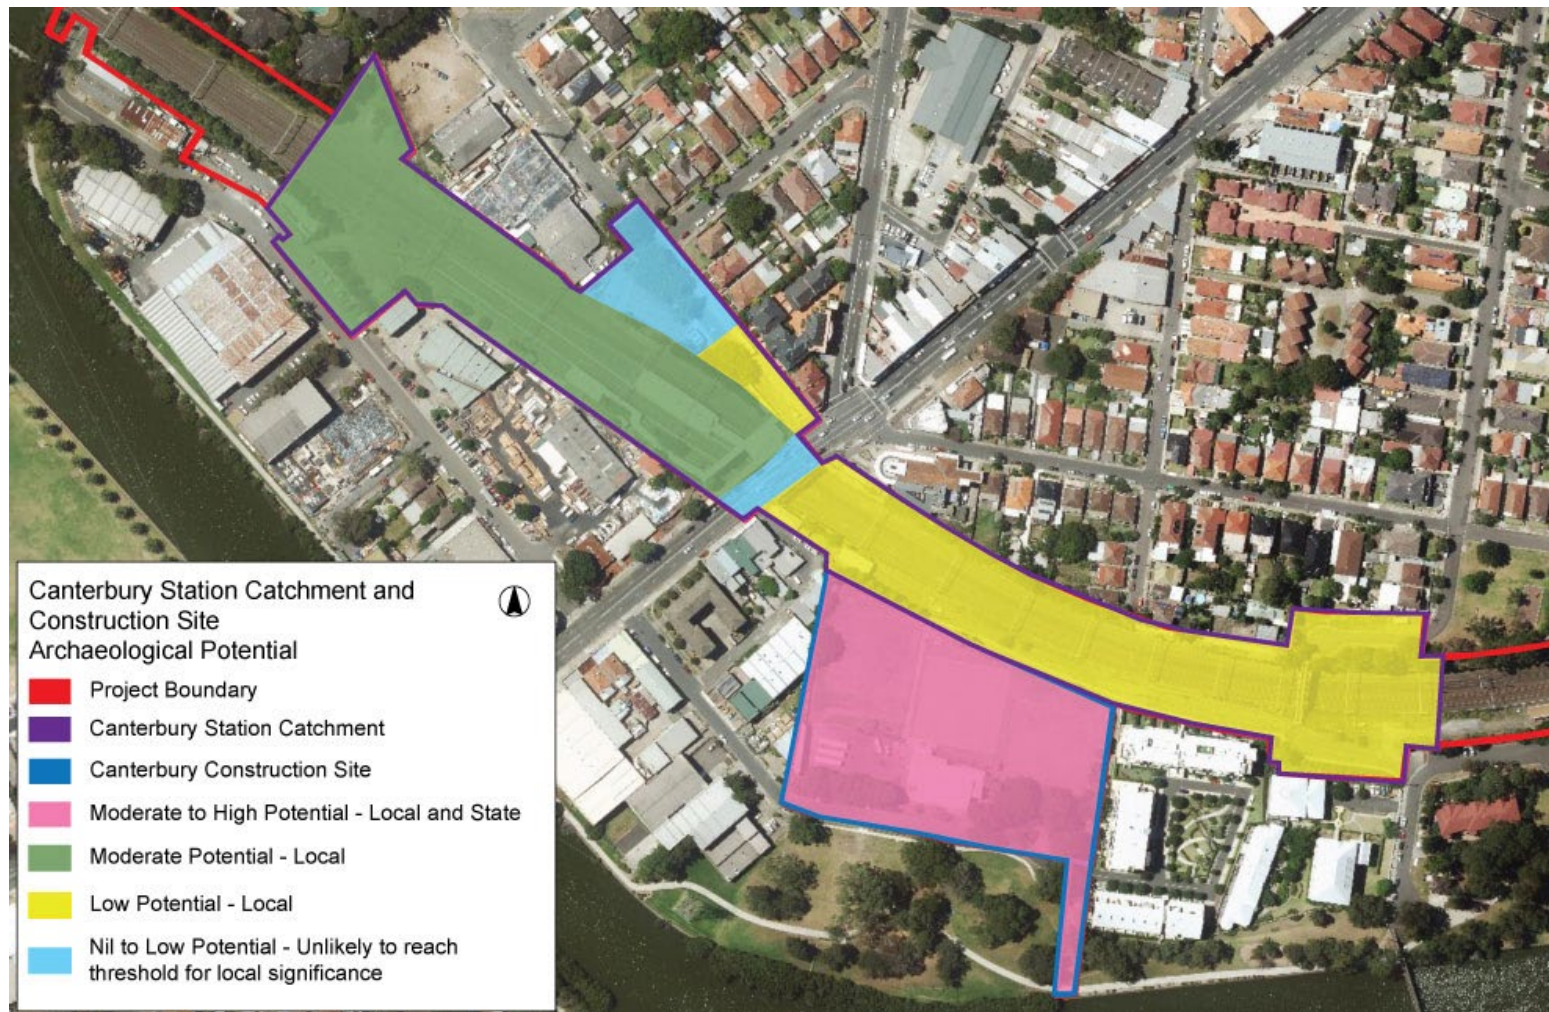 Canterbury Station Catchment and
Construction Site
Archaeological Potential
Project Boundary
Canterbury Station Catchment
Canterbury Construction Site
Moderate to High Potential - Local and State
Moderate Potential - Local
Low Potential - Local
Nil to Low Potential - Unlikely to reach
threshold for local significance